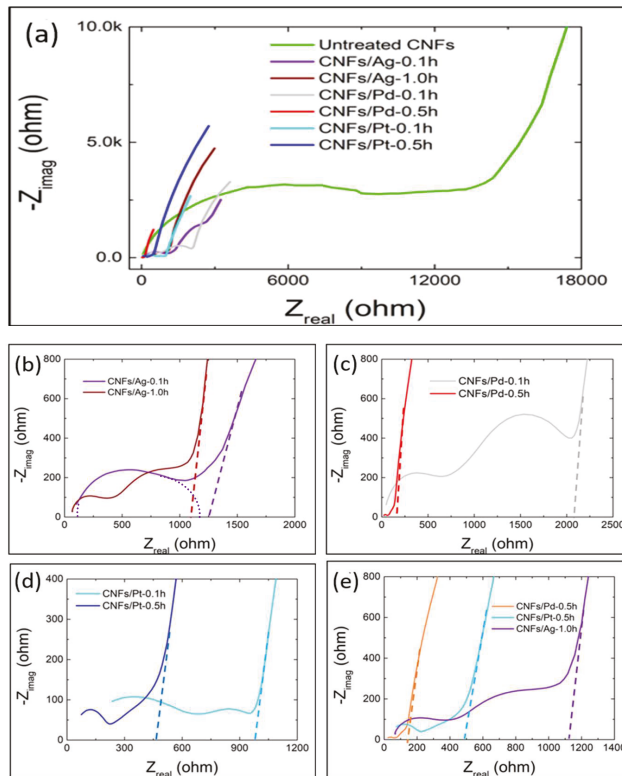 (a)
10.0k
5.0k
0.0
-Z_imag (ohm)
Untreated CNFs
CNFs/Ag-0.1h
CNFs/Ag-1.0h
CNFs/Pd-0.1h
CNFs/Pd-0.5h
CNFs/Pt-0.1h
CNFs/Pt-0.5h
0 6000 12000 18000
Z_real (ohm)
(b)
800
600
400
200
0
-Z_imag (ohm)
CNFs/Ag-0.1h
CNFs/Ag-1.0h
0 500 1000 1500 2000
Z_real (ohm)
(c)
800
600
400
200
0
-Z_imag (ohm)
CNFs/Pd-0.1h
CNFs/Pd-0.5h
0 500 1000 1500 2000 2500
Z_real (ohm)
(d)
400
300
200
100
0
-Z_imag (ohm)
CNFs/Pt-0.1h
CNFs/Pt-0.5h
0 300 600 900 1200
Z_real (ohm)
(e)
800
600
400
200
0
-Z_imag (ohm)
CNFs/Pd-0.5h
CNFs/Pt-0.5h
CNFs/Ag-1.0h
0 200 400 600 800 1000 1200 1400
Z_real (ohm)